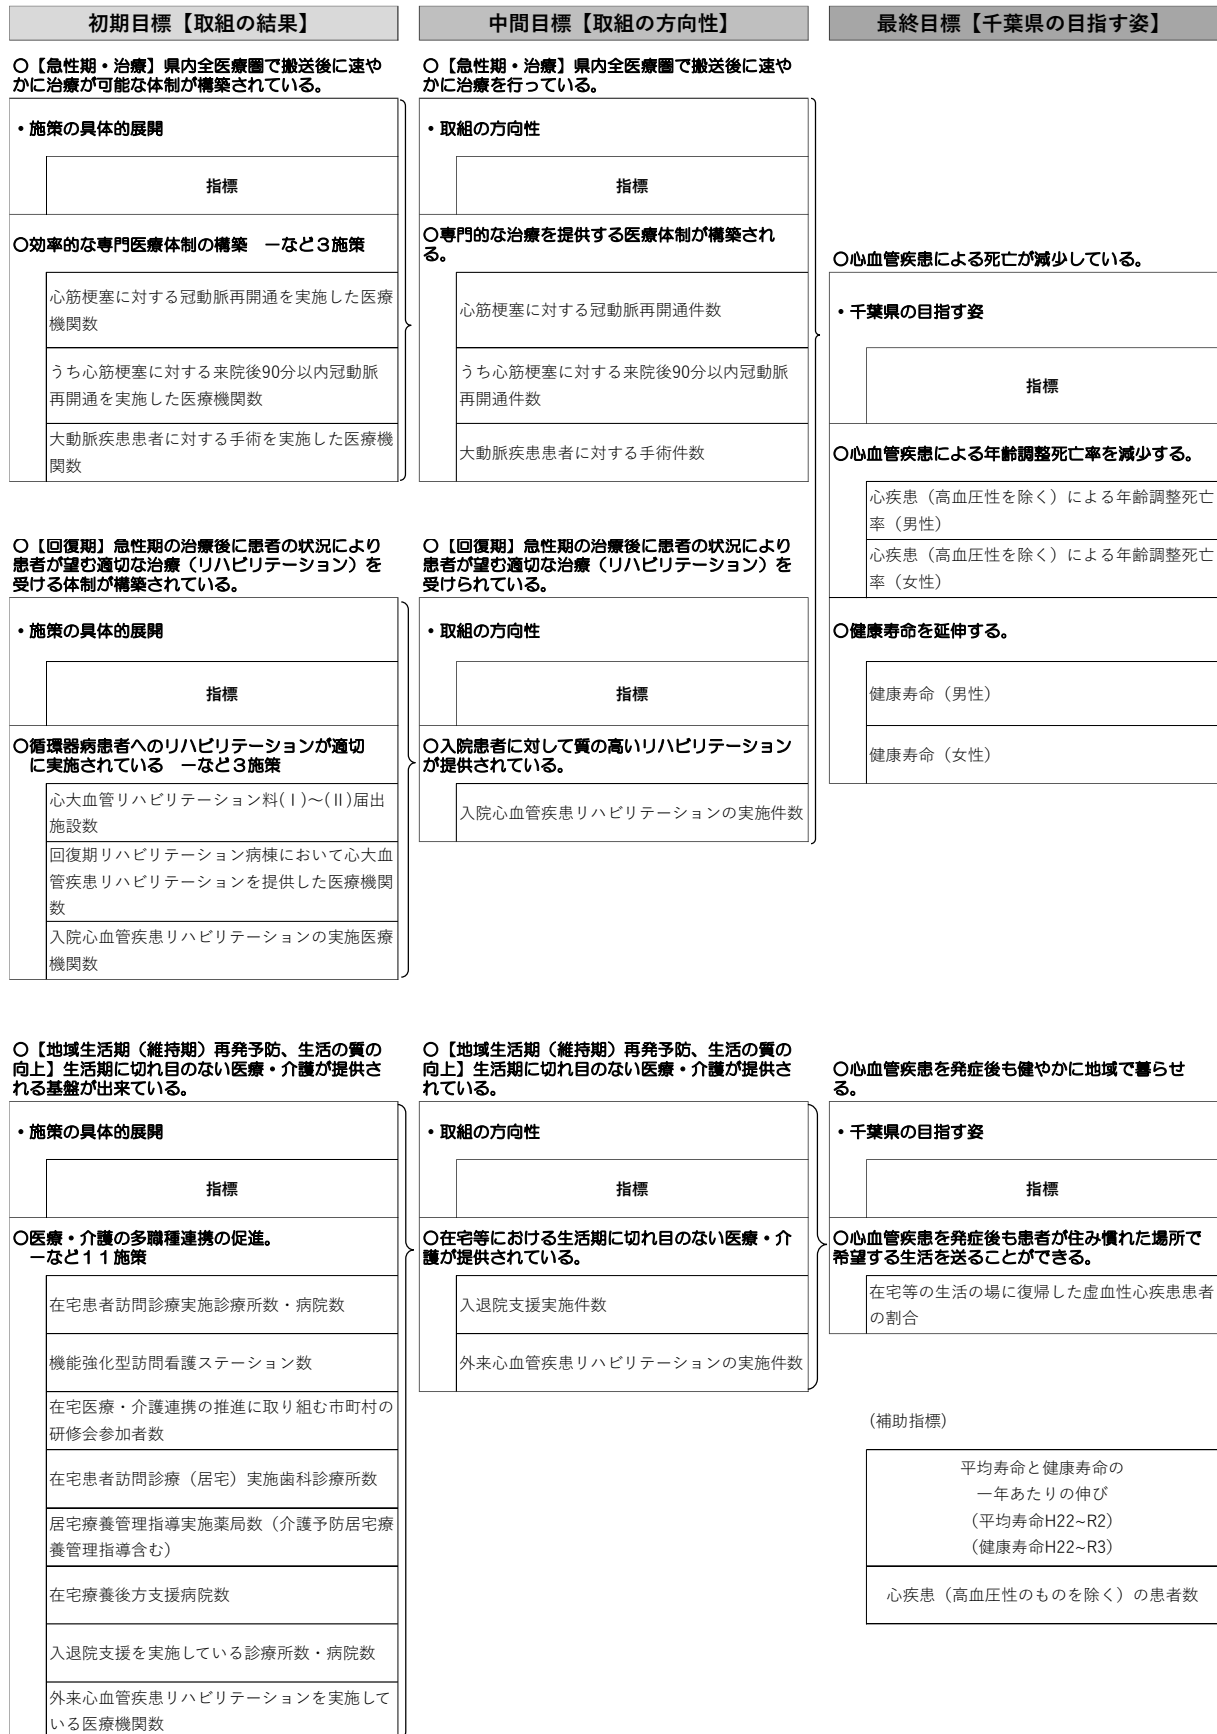 初期目標【取組の結果】
中間目標【取組の方向性】
最終目標【千葉県の目指す姿】
〇【急性期・治療】県内全医療圏で搬送後に速や
かに治療が可能な体制が構築されている。
・施策の具体的展開
指標
〇効率的な専門医療体制の構築　ーなど３施策
心筋梗塞に対する冠動脈再開通を実施した医療
機関数
うち心筋梗塞に対する来院後90分以内冠動脈
再開通を実施した医療機関数
大動脈疾患患者に対する手術を実施した医療機
関数
〇【急性期・治療】県内全医療圏で搬送後に速や
かに治療を行っている。
・取組の方向性
指標
〇専門的な治療を提供する医療体制が構築され
る。
心筋梗塞に対する冠動脈再開通件数
うち心筋梗塞に対する来院後90分以内冠動脈
再開通件数
大動脈疾患患者に対する手術件数
〇心血管疾患による死亡が減少している。
・千葉県の目指す姿
指標
〇心血管疾患による年齢調整死亡率を減少する。
心疾患（高血圧性を除く）による年齢調整死亡
率（男性）
心疾患（高血圧性を除く）による年齢調整死亡
率（女性）
〇健康寿命を延伸する。
健康寿命（男性）
健康寿命（女性）
〇【回復期】急性期の治療後に患者の状況により
患者が望む適切な治療（リハビリテーション）を
受ける体制が構築されている。
・施策の具体的展開
指標
〇循環器病患者へのリハビリテーションが適切
に実施されている　ーなど３施策
心大血管リハビリテーション料(Ⅰ)～(Ⅱ)届出
施設数
回復期リハビリテーション病棟において心大血
管疾患リハビリテーションを提供した医療機関
数
入院心血管疾患リハビリテーションの実施医療
機関数
〇【回復期】急性期の治療後に患者の状況により
患者が望む適切な治療（リハビリテーション）を
受けられている。
・取組の方向性
指標
〇入院患者に対して質の高いリハビリテーション
が提供されている。
入院心血管疾患リハビリテーションの実施件数
〇【地域生活期（維持期）再発予防、生活の質の
向上】生活期に切れ目のない医療・介護が提供さ
れる基盤が出来ている。
・施策の具体的展開
指標
〇医療・介護の多職種連携の促進。
ーなど１１施策
在宅患者訪問診療実施診療所数・病院数
機能強化型訪問看護ステーション数
在宅医療・介護連携の推進に取り組む市町村の
研修会参加者数
在宅患者訪問診療（居宅）実施歯科診療所数
居宅療養管理指導実施薬局数（介護予防居宅療
養管理指導含む）
在宅療養後方支援病院数
入退院支援を実施している診療所数・病院数
外来心血管疾患リハビリテーションを実施して
いる医療機関数
〇【地域生活期（維持期）再発予防、生活の質の
向上】生活期に切れ目のない医療・介護が提供さ
れている。
・取組の方向性
指標
〇在宅等における生活期に切れ目のない医療・介
護が提供されている。
入退院支援実施件数
外来心血管疾患リハビリテーションの実施件数
〇心血管疾患を発症後も健やかに地域で暮らせ
る。
・千葉県の目指す姿
指標
〇心血管疾患を発症後も患者が住み慣れた場所で
希望する生活を送ることができる。
在宅等の生活の場に復帰した虚血性心疾患患者
の割合
（補助指標）
平均寿命と健康寿命の
一年あたりの伸び
（平均寿命H22~R2）
（健康寿命H22~R3）
心疾患（高血圧性のものを除く）の患者数